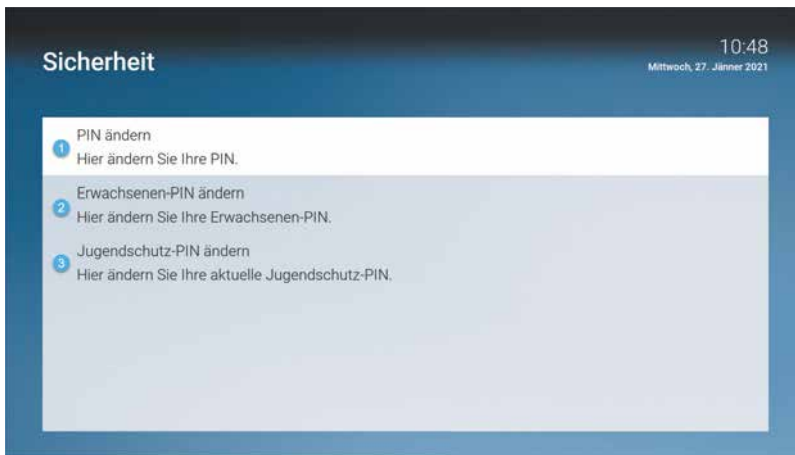 Sicherheit
10:48
Mittwoch, 27. Jänner 2021
PIN ändern
1
Hier ändern Sie Ihre PIN.
Erwachsenen-PIN ändern
2
Hier ändern Sie Ihre Erwachsenen-PIN.
Jugendschutz-PIN ändern
3
Hier ändern Sie Ihre aktuelle Jugendschutz-PIN.